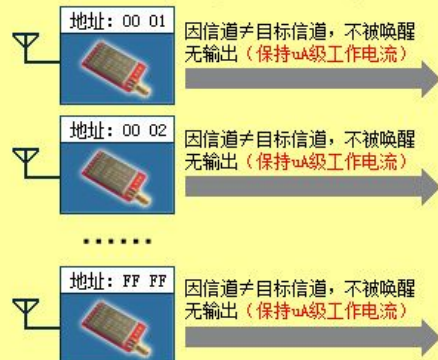 地址: 00 01
因信道≠目标信道，不被唤醒
无输出（保持uA级工作电流）
地址: 00 02
因信道≠目标信道，不被唤醒
无输出（保持uA级工作电流）
······
地址: FF FF
因信道≠目标信道，不被唤醒
无输出（保持uA级工作电流）